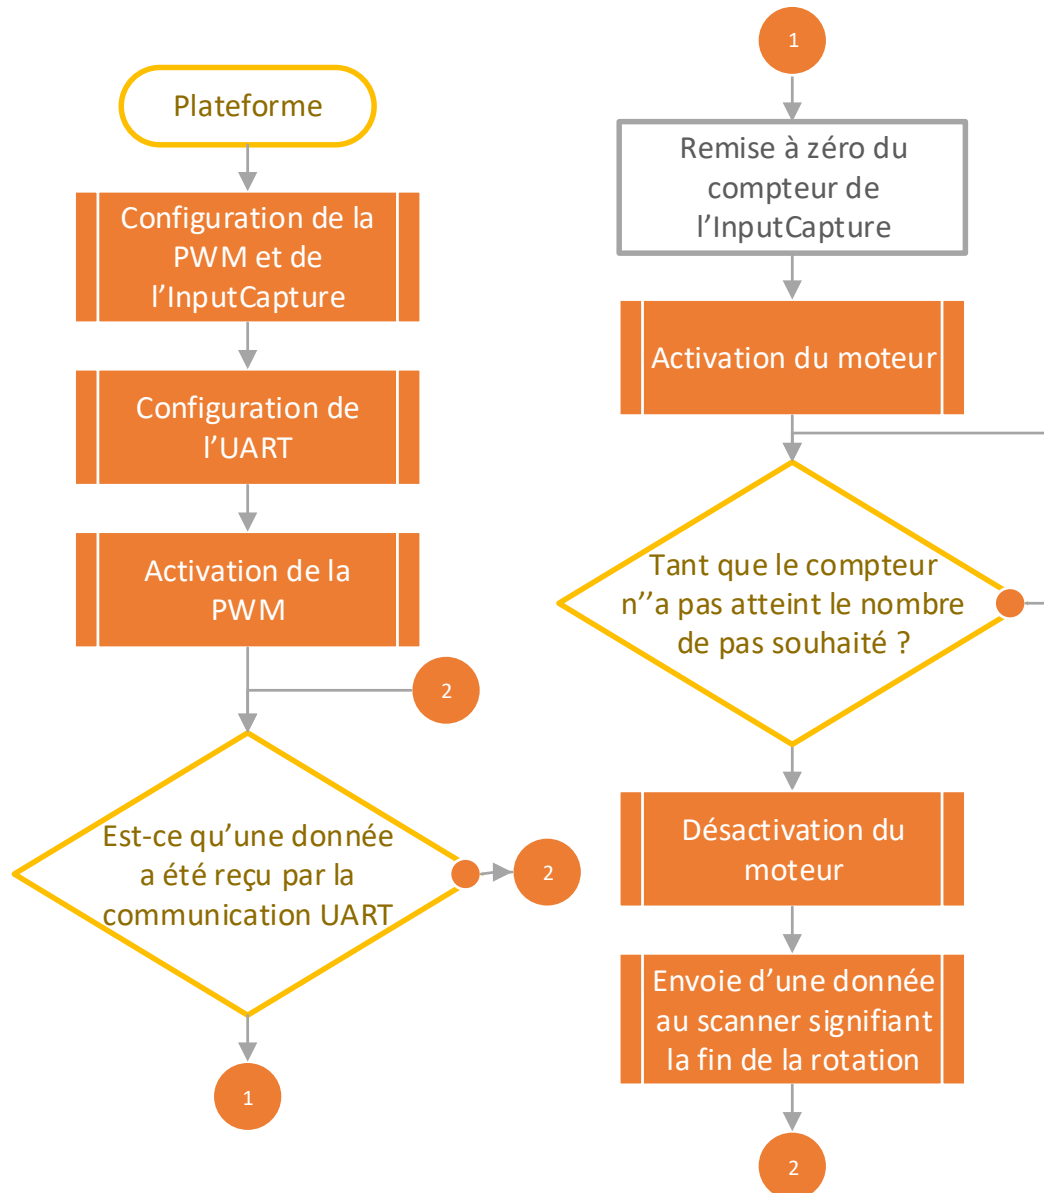 Plateforme
Configuration de la
PWM et de
l'InputCapture
Configuration de
l'UART
Activation de la
PWM
2
Est-ce qu'une donnée
a été reçu par la
communication UART
2
1
1
Remise à zéro du
compteur de
l'InputCapture
Activation du moteur
Tant que le compteur
n''a pas atteint le nombre
de pas souhaité ?
Désactivation du
moteur
Envoie d'une donnée
au scanner signifiant
la fin de la rotation
2